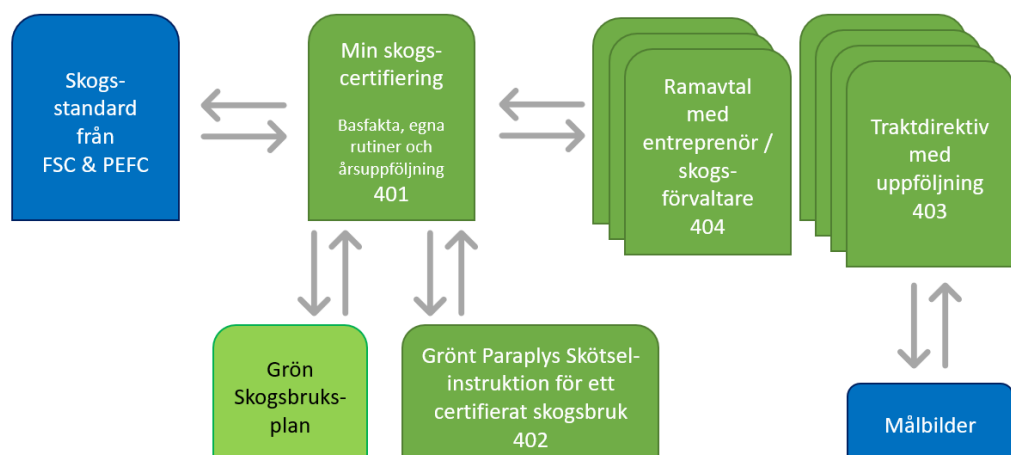 Skogs-
standard
från
FSC & PEFC
Min skogs-
certifiering
Basfakta, egna
rutiner och
årsuppföljning
401
Ramavtal
med
entreprenör /
skogs-
förvaltare
404
Traktdirektiv
med
uppföljning
403
Grön
Skogsbruks-
plan
Grönt Paraplys Skötsel-
instruktion för ett
certifierat skogsbruk
402
Målbilder